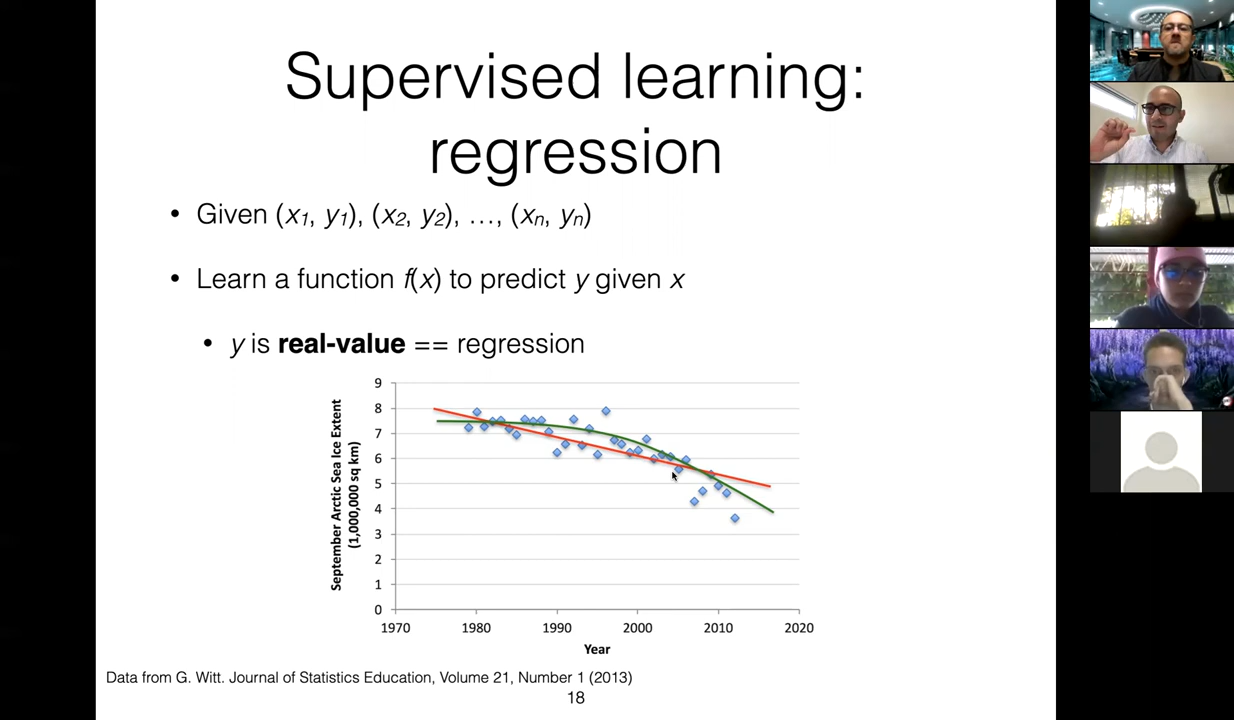 Supervised learning:
regression
• Given (x1, y1), (x2, y2), …, (xn, yn)
• Learn a function f(x) to predict y given x
• y is real-value == regression
September Arctic Sea Ice Extent
(1,000,000 sq km)
9
8
7
6
5
4
3
2
1
0
1970 1980 1990 2000 2010 2020
Year
Data from G. Witt. Journal of Statistics Education, Volume 21, Number 1 (2013)
18